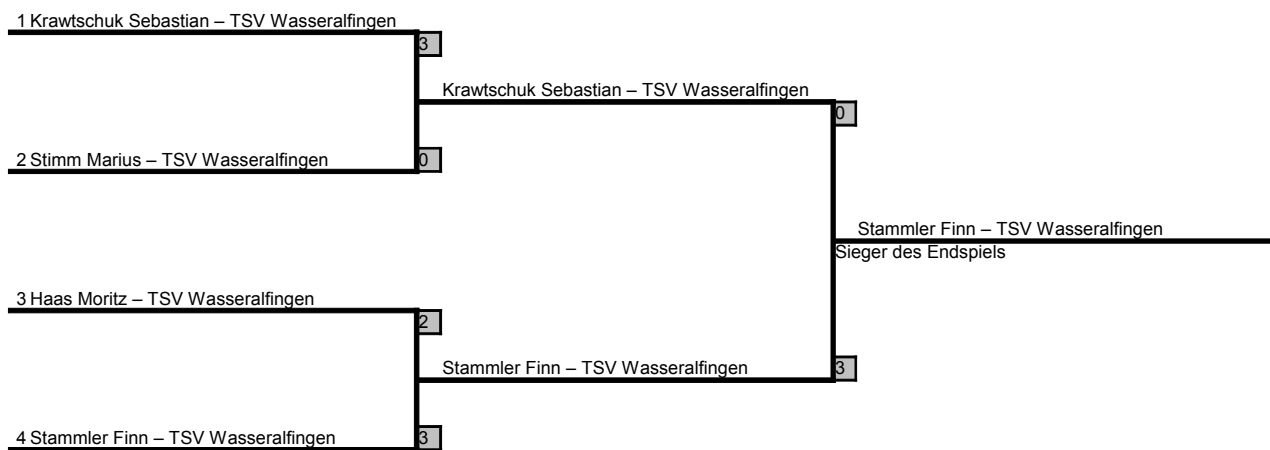 1 Krawtschuk Sebastian – TSV Wasseralfingen
3
Krawtschuk Sebastian – TSV Wasseralfingen
0
2 Stimm Marius – TSV Wasseralfingen
0
Stammler Finn – TSV Wasseralfingen
Sieger des Endspiels
3 Haas Moritz – TSV Wasseralfingen
2
Stammler Finn – TSV Wasseralfingen
3
4 Stammler Finn – TSV Wasseralfingen
3